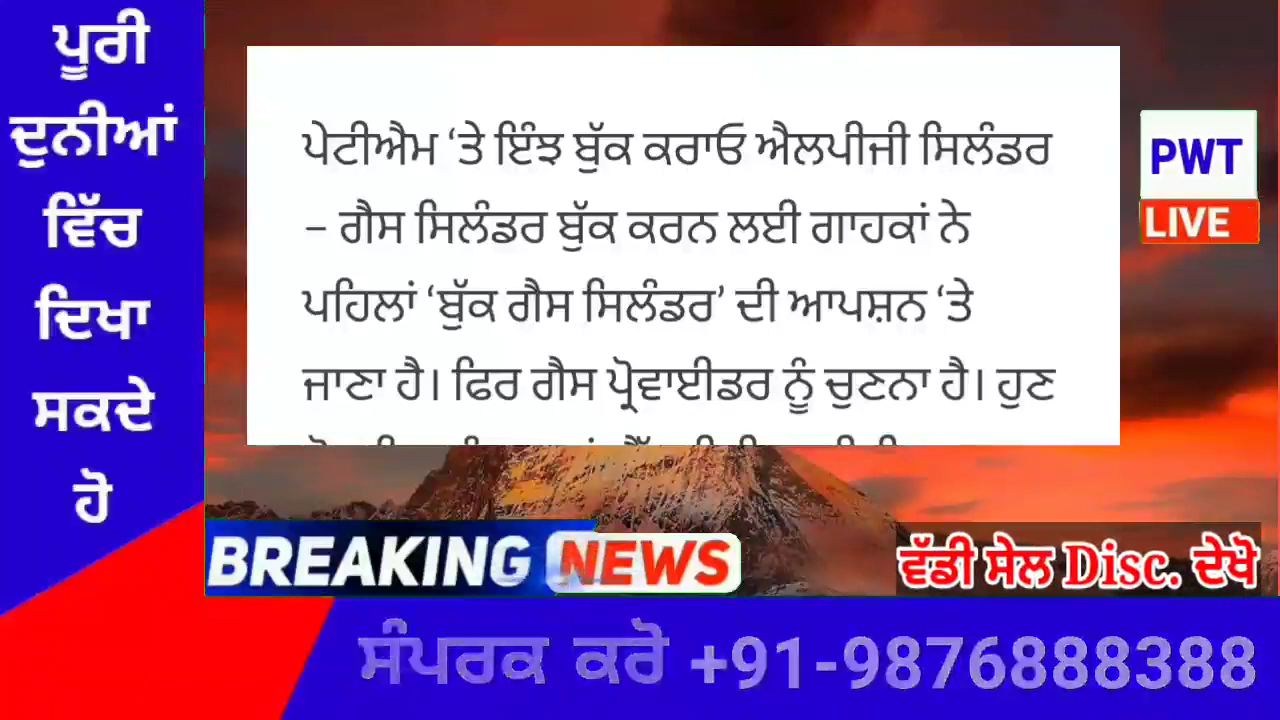 ਪੂਰੀ
ਦੁਨੀਆਂ
ਵਿੱਚ
ਦਿਖਾ
ਸਕਦੇ
ਹੋ
ਪੇਟੀਐਮ ‘ਤੇ ਇੰਝ ਬੁੱਕ ਕਰਾਓ ਐਲਪੀਜੀ ਸਿਲੰਡਰ
– ਗੈਸ ਸਿਲੰਡਰ ਬੁੱਕ ਕਰਨ ਲਈ ਗਾਹਕਾਂ ਨੇ
ਪਹਿਲਾਂ ‘ਬੁੱਕ ਗੈਸ ਸਿਲੰਡਰ’ ਦੀ ਆਪਸ਼ਨ ‘ਤੇ
ਜਾਣਾ ਹੈ। ਫਿਰ ਗੈਸ ਪ੍ਰੋਵਾਈਡਰ ਨੂੰ ਚੁਣਨਾ ਹੈ। ਹੁਣ
PWT
LIVE
BREAKING NEWS
ਵੱਡੀ ਸੇਲ Disc. ਦੇਖੋ
ਸੰਪਰਕ ਕਰੋ +91-9876888388